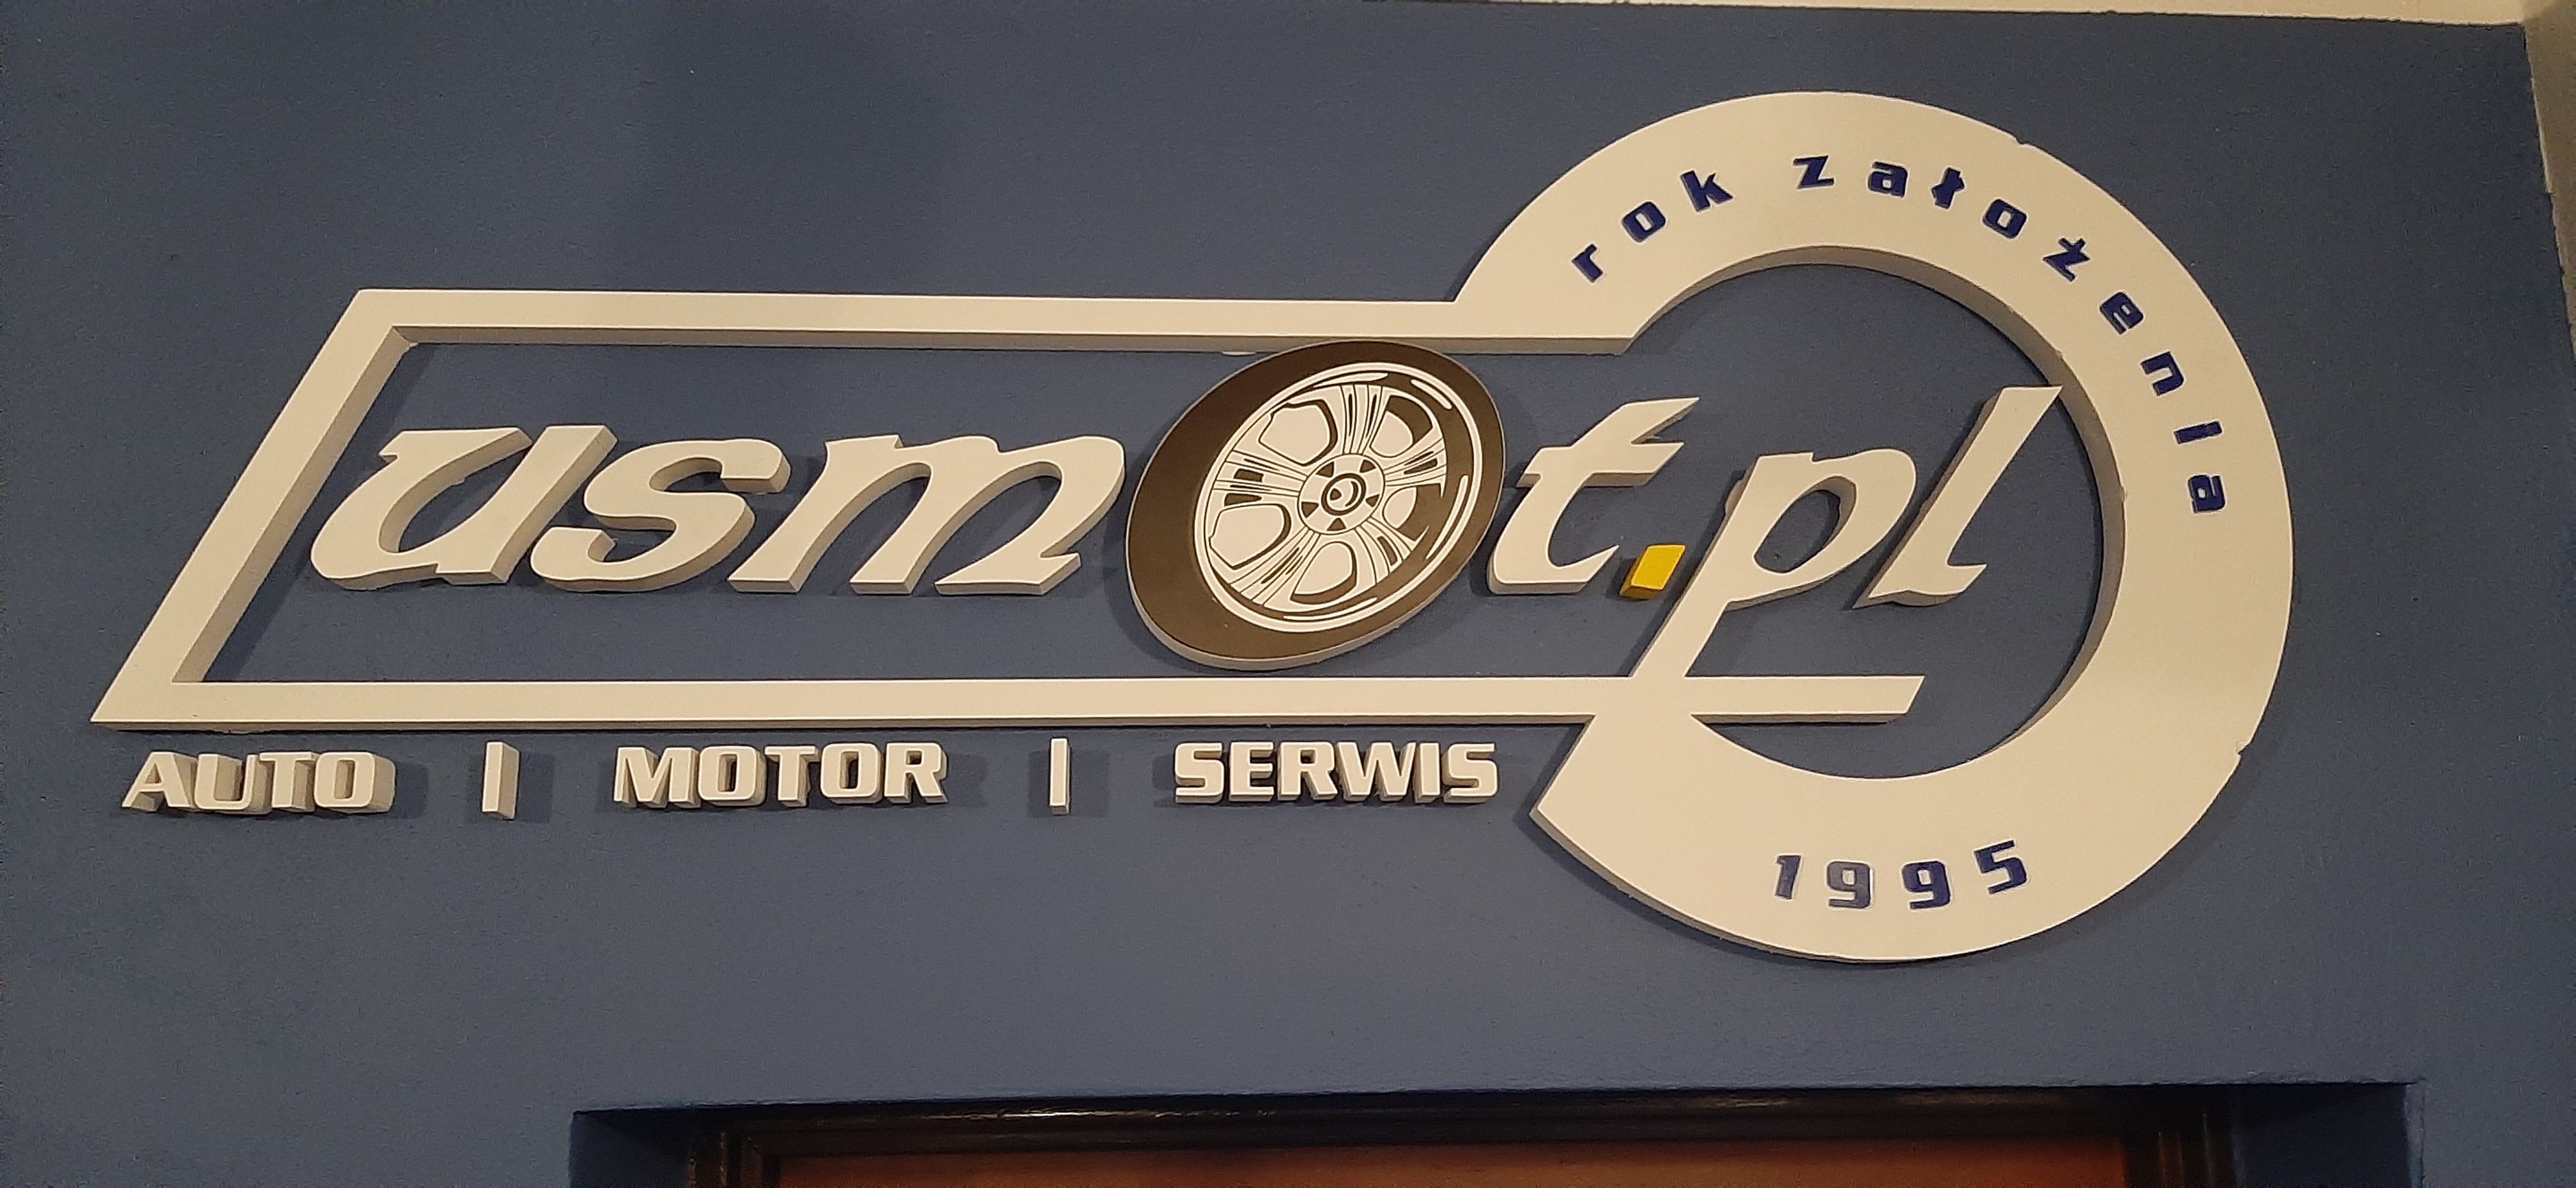 rok założenia
usmot.pl
AUTO | MOTOR | SERWIS
1995